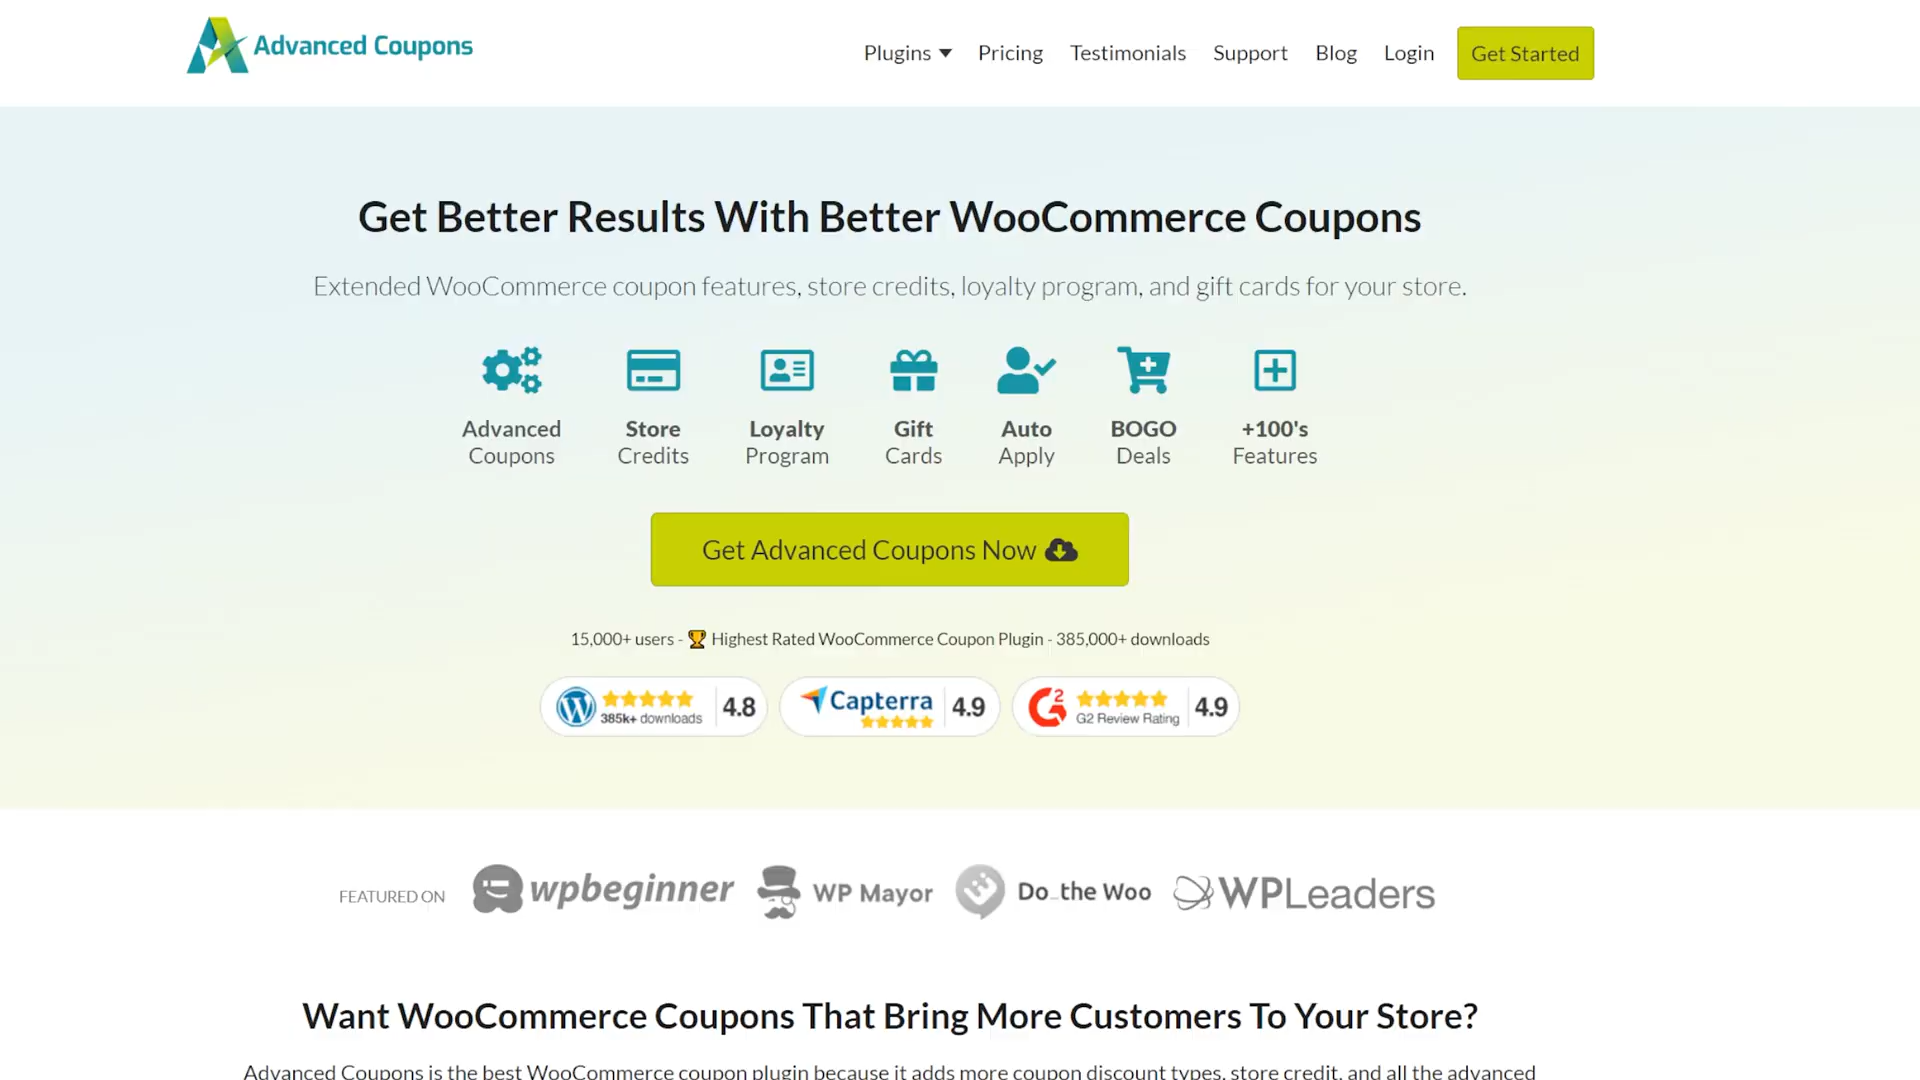 Advanced Coupons
Plugins Pricing Testimonials Support Blog Login Get Started
Get Better Results With Better WooCommerce Coupons
Extended WooCommerce coupon features, store credits, loyalty program, and gift cards for your store.
Advanced Coupons
Store Credits
Loyalty Program
Gift Cards
Auto Apply
BOGO Deals
+100's Features
Get Advanced Coupons Now
15,000+ users - 🏆 Highest Rated WooCommerce Coupon Plugin - 385,000+ downloads
385k+ downloads 4.8
Capterra 4.9
G2 Review Rating 4.9
FEATURED ON wpbeginner WP Mayor Do_the Woo WPLeaders
Want WooCommerce Coupons That Bring More Customers To Your Store?
Advanced Coupons is the best WooCommerce coupon plugin because it adds more coupon discount types, store credit, and all the advanced